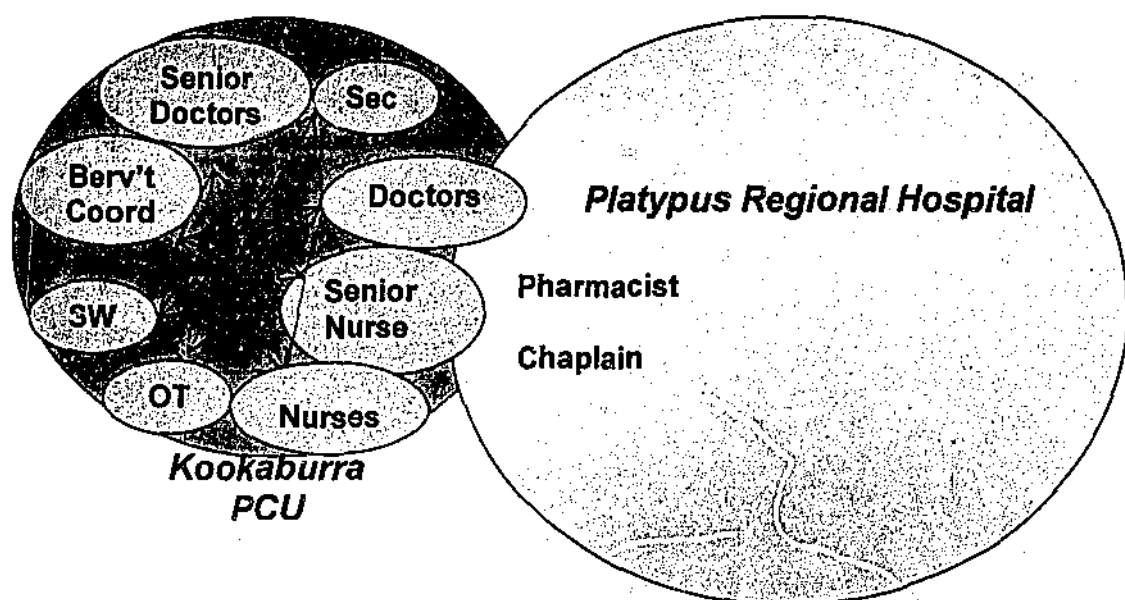 Senior
Doctors
Sec
Berv't
Coord
Doctors
Platypus Regional Hospital
SW
Senior
Nurse
Pharmacist
Chaplain
OT
Nurses
Kookaburra
PCU